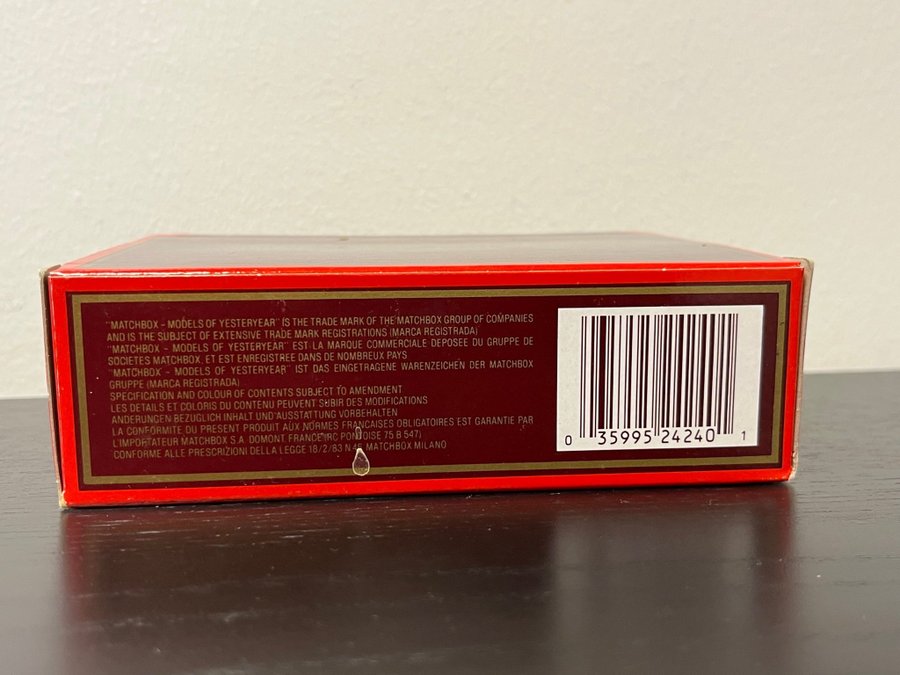 "MATCHBOX - MODELS OF YESTERYEAR" IS THE TRADE MARK OF THE MATCHBOX GROUP OF COMPANIES
AND IS THE SUBJECT OF EXTENSIVE TRADE MARK REGISTRATIONS (MARCA REGISTRADA)
"MATCHBOX - MODELS OF YESTERYEAR" EST LA MARQUE COMMERCIALE DEPOSEE DU GRUPPE DE
SOCIETES MATCHBOX, ET EST ENREGISTREE DANS DE NOMBREUX PAYS
"MATCHBOX - MODELS OF YESTERYEAR" IST DAS EINGETRAGENE WARENZEICHEN DER MATCHBOX
GRUPPE (MARCA REGISTRADA)
SPECIFICATION AND COLOUR OF CONTENTS SUBJECT TO AMENDMENT
LES DETAILS ET COLORIS DU CONTENU PEUVENT SUBIR DES MODIFICATIONS
ANDERUNGEN BEZUGLICH INHALT UND AUSSTATTUNG VORBEHALTEN
LA CONFORMITE DU PRESENT PRODUIT AUX NORMES FRANCAISES OBLIGATOIRES EST GARANTIE PAR
L'IMPORTATEUR MATCHBOX S.A. DOMONT. FRANCE (RC PONTOISE 75 B 547)
CONFORME ALLE PRESCRIZIONI DELLA LEGGE 18/2/83 N.46 MATCHBOX MILANO
0 35995 24240 1